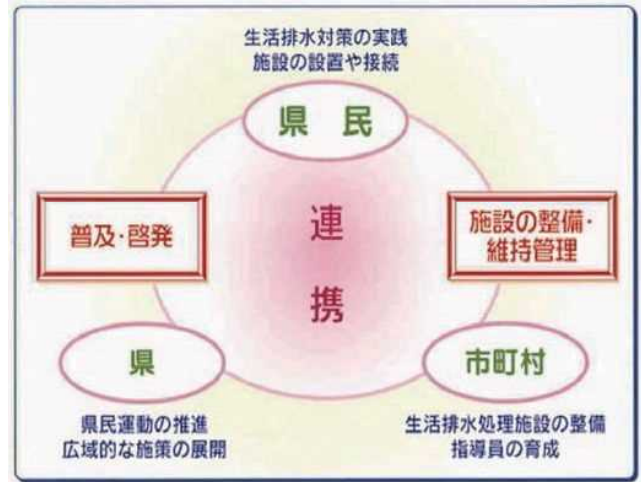 生活排水対策の実践
施設の設置や接続
県 民
連
携
普及・啓発
施設の整備・
維持管理
県
市町村
県民運動の推進
広域的な施策の展開
生活排水処理施設の整備
指導員の育成